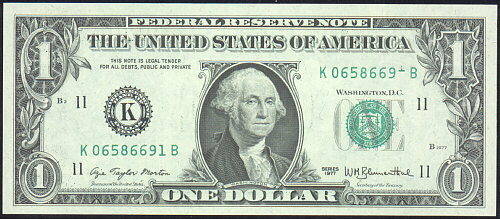 FEDERAL RESERVE NOTE
THE UNITED STATES OF AMERICA
1
1
THIS NOTE IS LEGAL TENDER
FOR ALL DEBTS, PUBLIC AND PRIVATE
K 06586691 B
B2
11
K
WASHINGTON, D.C.
ONE
11
K 06586691 B
B 2077
11
11
Azie Taylor Morton
Treasurer of the United States
SERIES
1977
W M Blumenthal
Secretary of the Treasury
1
1
ONE DOLLAR